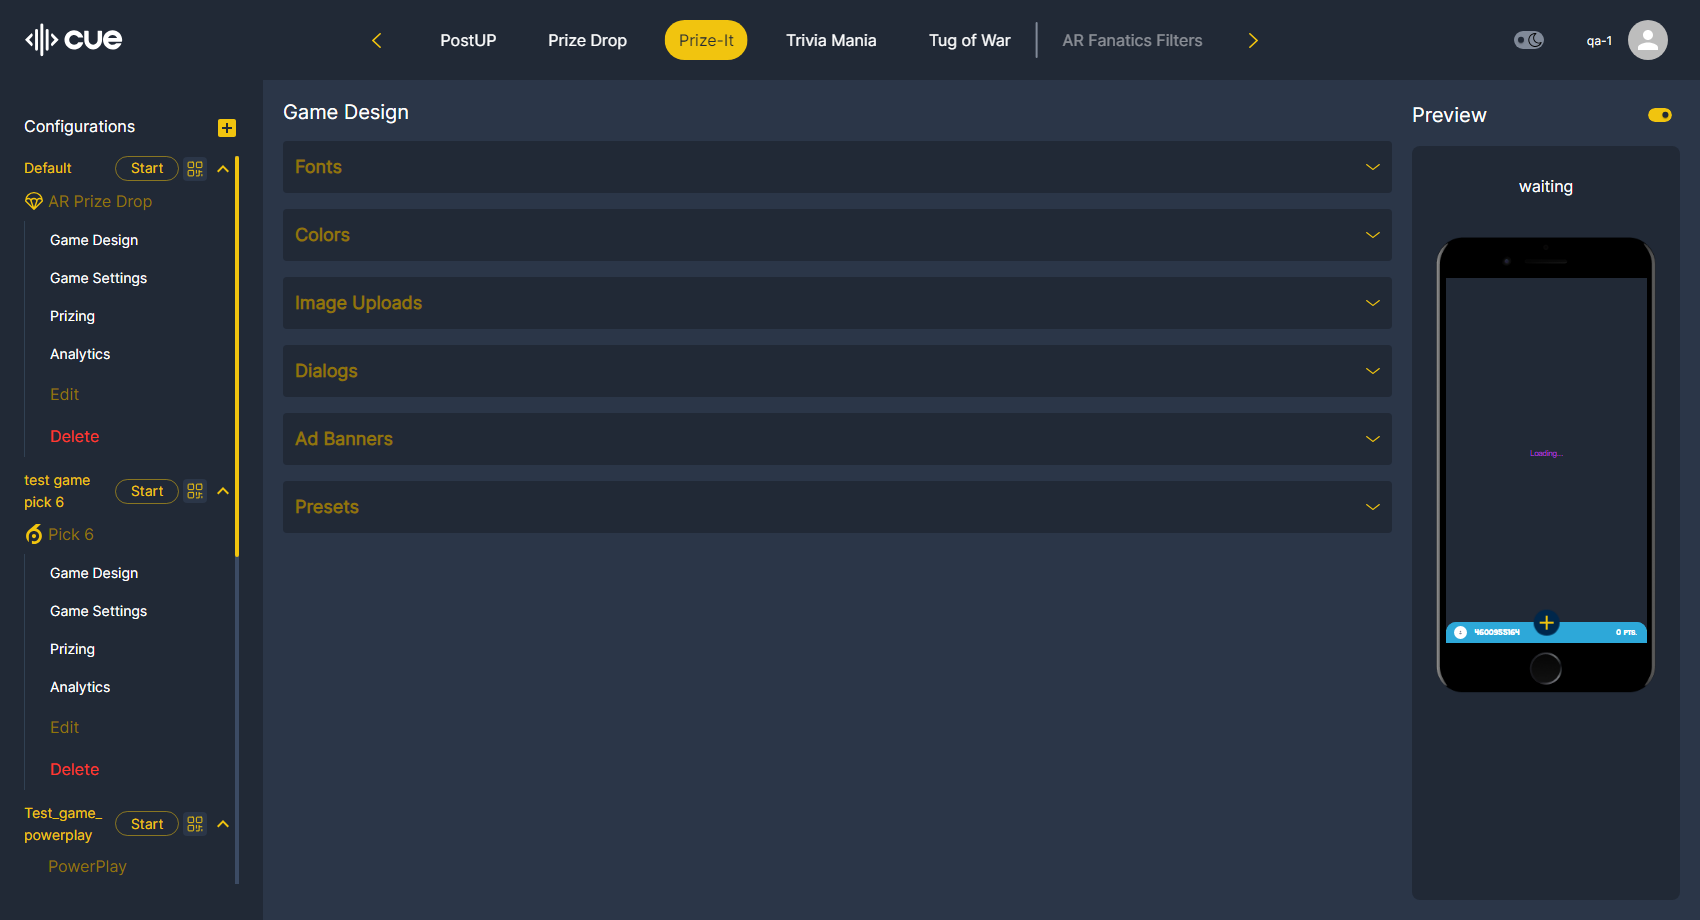 cue
PostUP
Prize Drop
Prize-It
Trivia Mania
Tug of War
AR Fanatics Filters
qa-1
Configurations
Default
Start
AR Prize Drop
Game Design
Game Settings
Prizing
Analytics
Edit
Delete
test game
pick 6
Start
Pick 6
Game Design
Game Settings
Prizing
Analytics
Edit
Delete
Test_game_
powerplay
Start
PowerPlay
Game Design
Fonts
Colors
Image Uploads
Dialogs
Ad Banners
Presets
Preview
waiting
Loading...
4600955164
0 PTS.